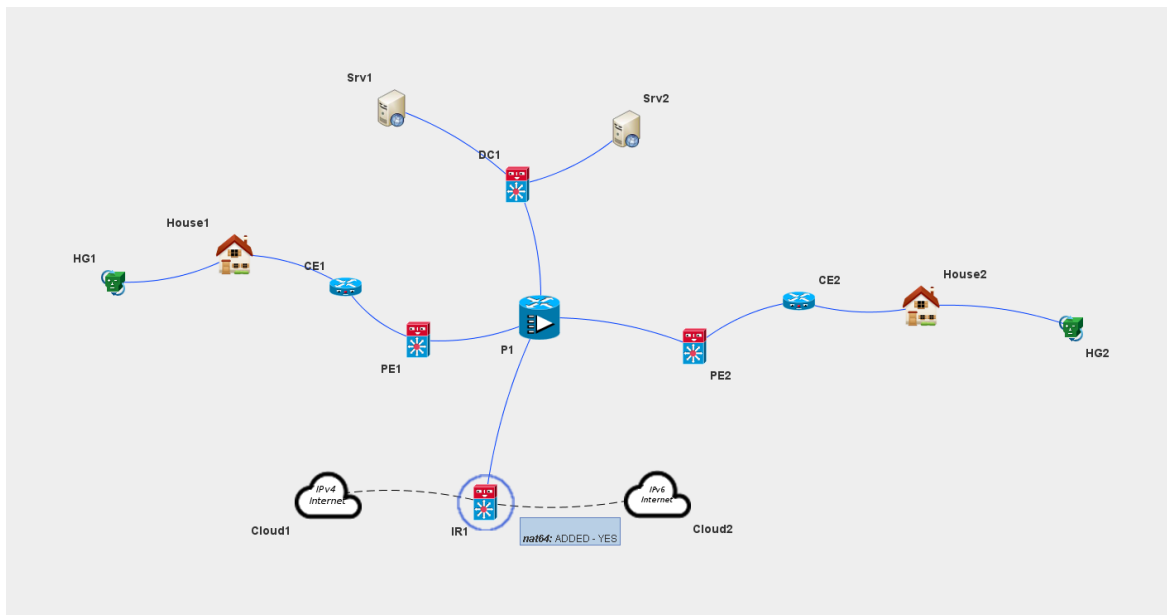 Srv1
Srv2
DC1
House1
HG1
CE1
House2
CE2
P1
PE1
PE2
HG2
IPv4
Internet
IPv6
Internet
Cloud1
IR1
Cloud2
nat64: ADDED - YES